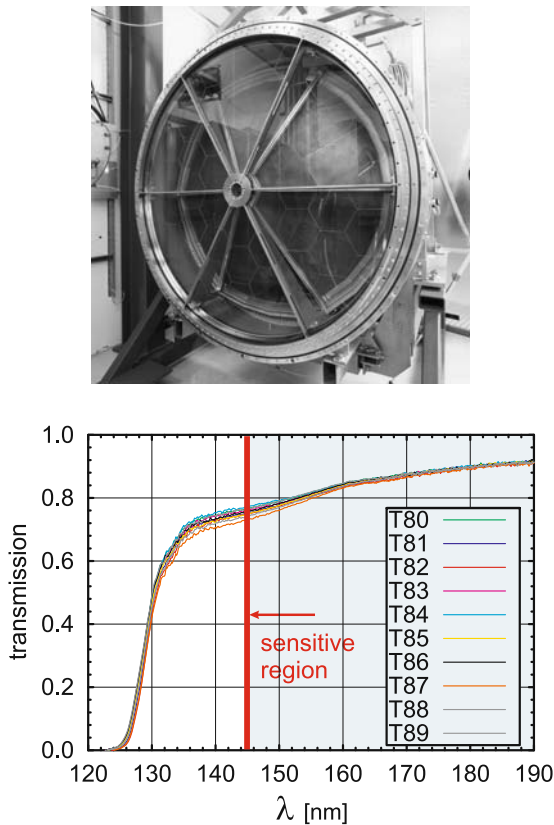 1.0
0.8
0.6
0.4
0.2
0.0
transmission
T80
T81
T82
T83
T84
T85
T86
T87
T88
T89
sensitive
region
120 130 140 150 160 170 180 190
λ [nm]